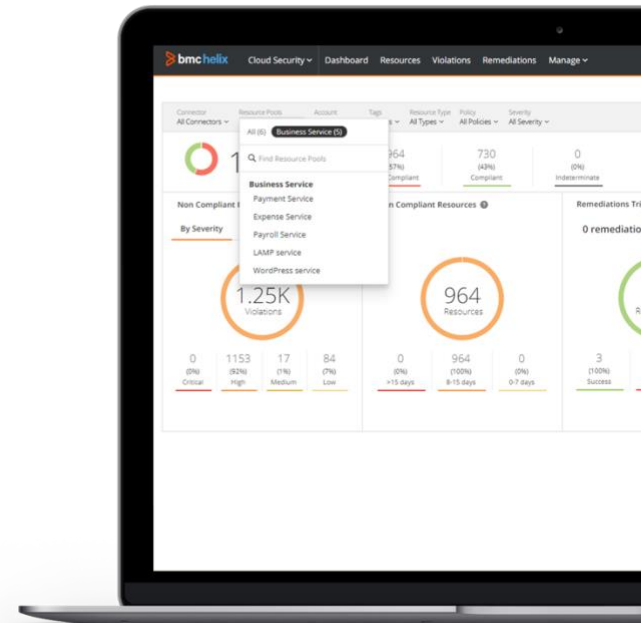 bmc helix Cloud Security Dashboard Resources Violations Remediations Manage
Connector Resource Pools Account Tags Resource Type Policy Severity
All Connectors All Types All Policies All Severity
All (6) Business Service (5)
Find Resource Pools
Business Service
Payment Service
Expense Service
Payroll Service
LAMP service
WordPress service
964 730 0
(57%) (43%) (0%)
Compliant Compliant Indeterminate
Non Compliant n Compliant Resources Remediations Tri
By Severity 0 remediatio
1.25K
Violations
964
Resources
0 1153 17 84
(0%) (92%) (1%) (7%)
Critical High Medium Low
0 964 0
(0%) (100%) (0%)
>15 days 8-15 days 0-7 days
3
(100%)
Success